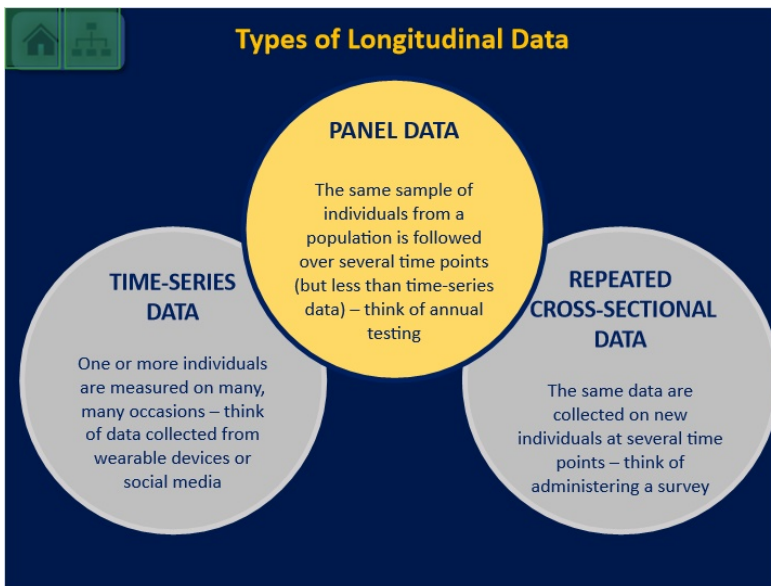 Types of Longitudinal Data
PANEL DATA
The same sample of
individuals from a
population is followed
over several time points
(but less than time-series
data) – think of annual
testing
TIME-SERIES
DATA
One or more individuals
are measured on many,
many occasions – think
of data collected from
wearable devices or
social media
REPEATED
CROSS-SECTIONAL
DATA
The same data are
collected on new
individuals at several time
points – think of
administering a survey